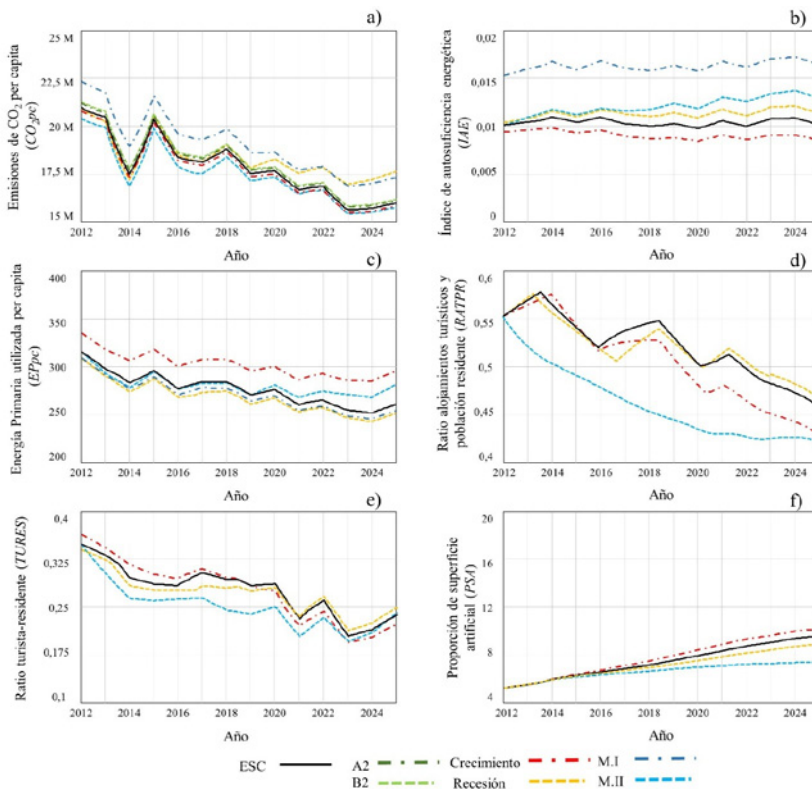 a)
Emisiones de CO2 per capita
(CO2pc)
25 M
22,5 M
20 M
17,5 M
15 M
2012 2014 2016 2018 2020 2022 2024
Año
b)
Índice de autosuficiencia energética
(IAE)
0,02
0,015
0,01
0,005
0
2012 2014 2016 2018 2020 2022 2024
Año
c)
Energía Primaria utilizada per capita
(EPpc)
400
350
300
250
200
2012 2014 2016 2018 2020 2022 2024
Año
d)
Ratio alojamientos turísticos y
población residente (RATPR)
0,6
0,55
0,5
0,45
0,4
2012 2014 2016 2018 2020 2022 2024
Año
e)
Ratio turista-residente (TURES)
0,4
0,325
0,25
0,175
0,1
2012 2014 2016 2018 2020 2022 2024
Año
f)
Proporción de superficie
artificial (PSA)
20
16
12
8
4
2012 2014 2016 2018 2020 2022 2024
Año
ESC A2 Crecimiento M.I
B2 Recesión M.II